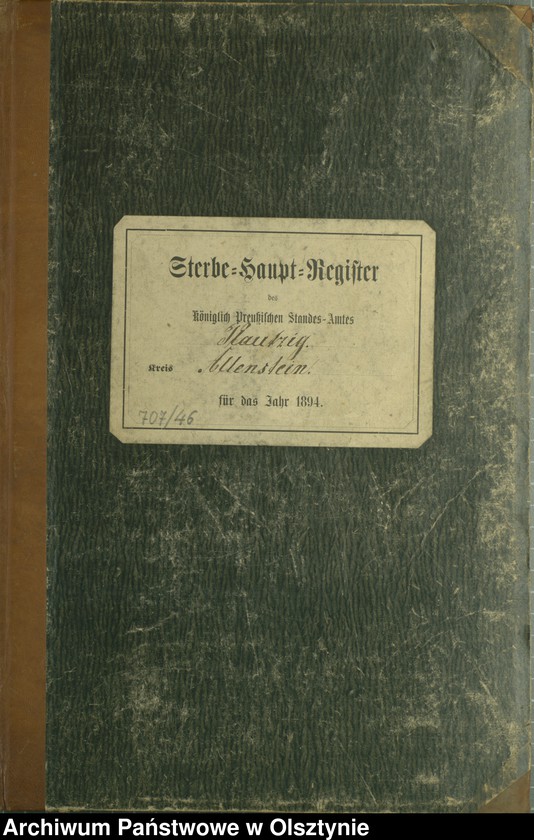 Sterbe-Haupt-Register
des
Königlich Preußischen Standes-Amtes
Klautzig.
Kreis Allenstein.
für das Jahr 1894.
707/46
Archiwum Państwowe w Olsztynie